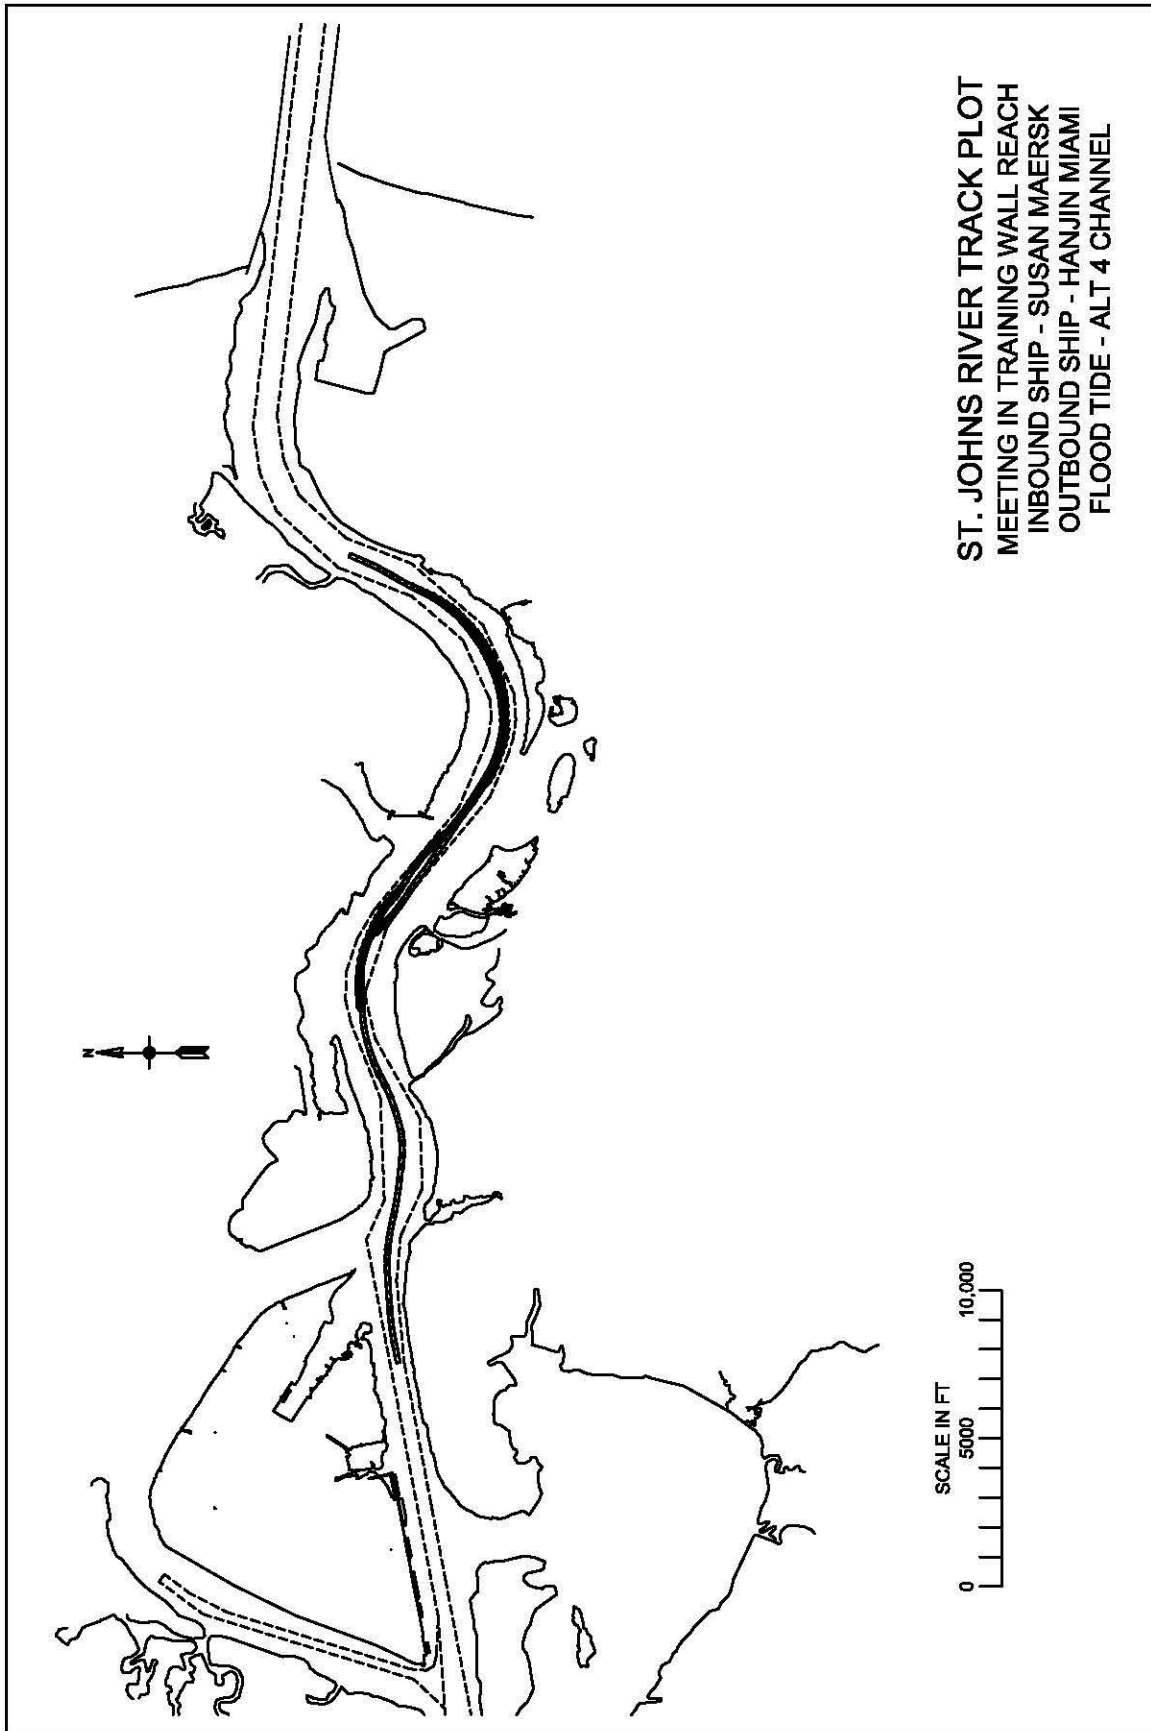 ST. JOHNS RIVER TRACK PLOT
MEETING IN TRAINING WALL REACH
INBOUND SHIP - SUSAN MAERSK
OUTBOUND SHIP - HANJIN MIAMI
FLOOD TIDE - ALT 4 CHANNEL
N
SCALE IN FT
0 5000 10,000